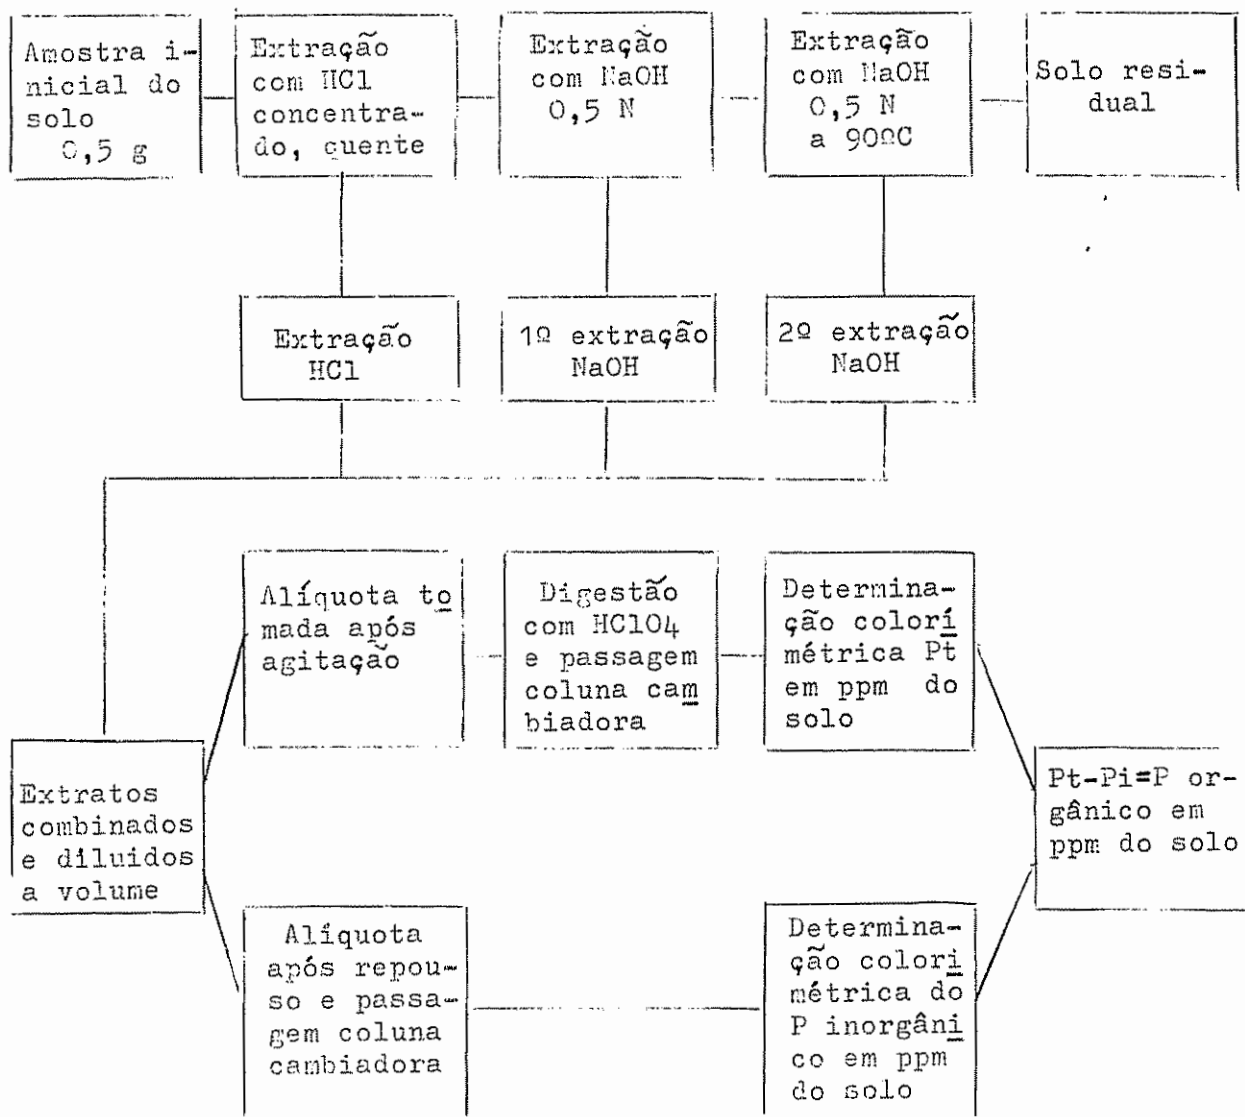 Amostra i-
nicial do
solo
0,5 g
Extração
com HCl
concentra-
do, quente
Extração
com NaOH
0,5 N
Extração
com NaOH
0,5 N
a 90ºC
Solo resi-
dual
Extração
HCl
1º extração
NaOH
2º extração
NaOH
Alíquota to
mada após
agitação
Digestão
com HClO4
e passagem
coluna cam
biadora
Determina-
ção colorí
métrica Pt
em ppm do
solo
Extratos
combinados
e diluidos
a volume
Pt-Pi=P or-
gânico em
ppm do solo
Alíquota
após repou-
so e passa-
gem coluna
cambiadora
Determina-
ção colori
métrica do
P inorgâni
co em ppm
do solo